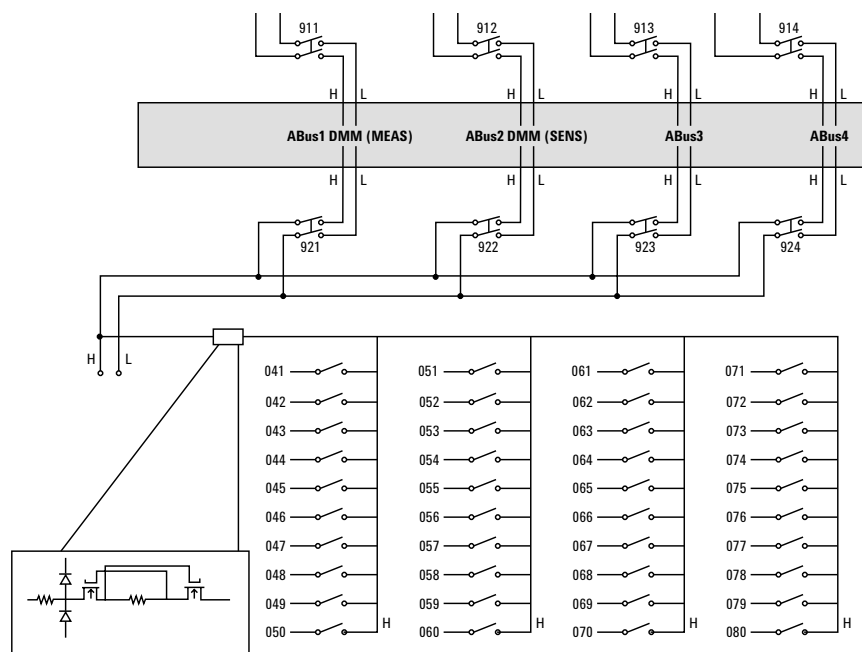 911 912 913 914
H L H L H L H L
ABus1 DMM (MEAS) ABus2 DMM (SENS) ABus3 ABus4
H L H L H L H L
921 922 923 924
H L
041 051 061 071
042 052 062 072
043 053 063 073
044 054 064 074
045 055 065 075
046 056 066 076
047 057 067 077
048 058 068 078
049 059 069 079
H H H H
050 060 070 080